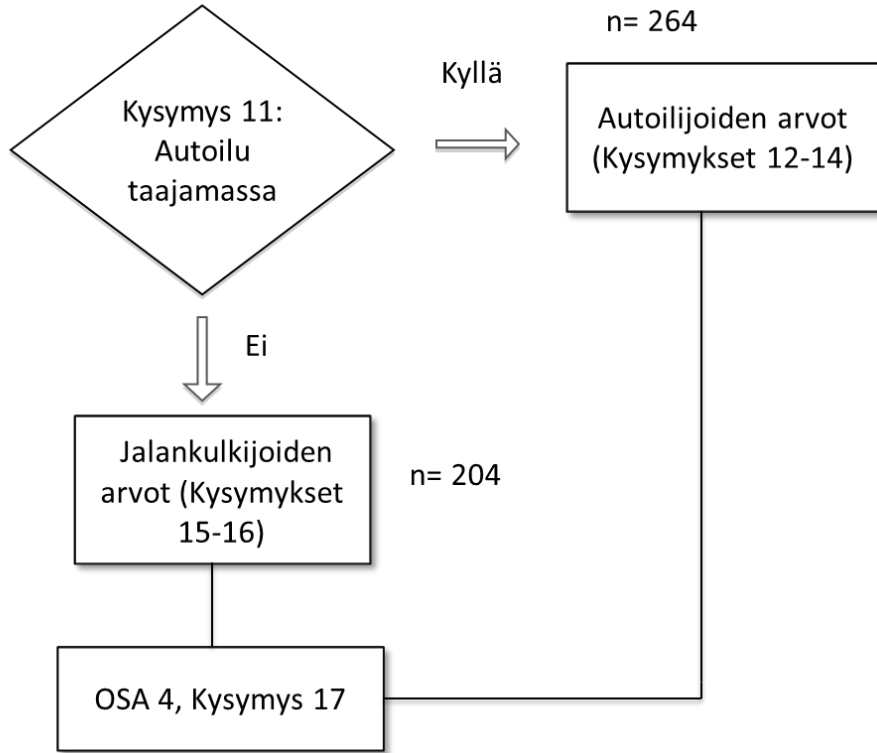 n= 264
Kyllä
Kysymys 11:
Autoilu
taajamassa
Autoilijoiden arvot
(Kysymykset 12-14)
Ei
Jalankulkijoiden
arvot (Kysymykset
15-16)
n= 204
OSA 4, Kysymys 17